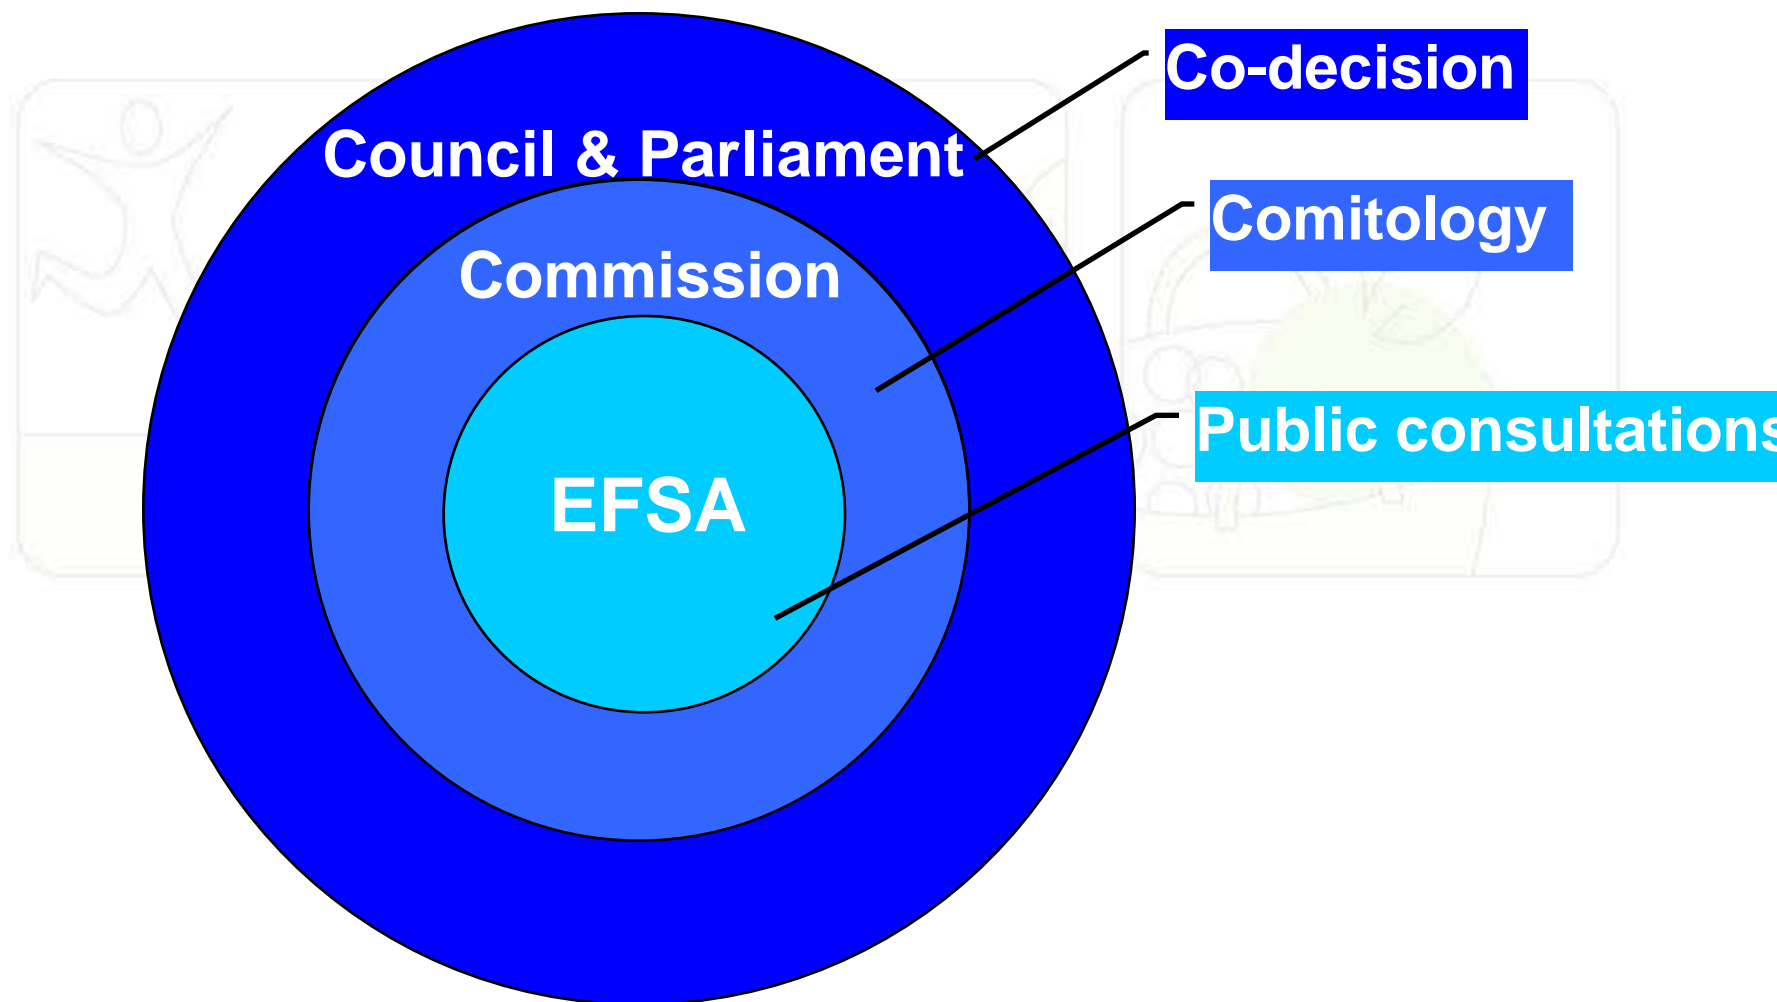 Co-decision
Council & Parliament
Comitology
Commission
Public consultations
EFSA